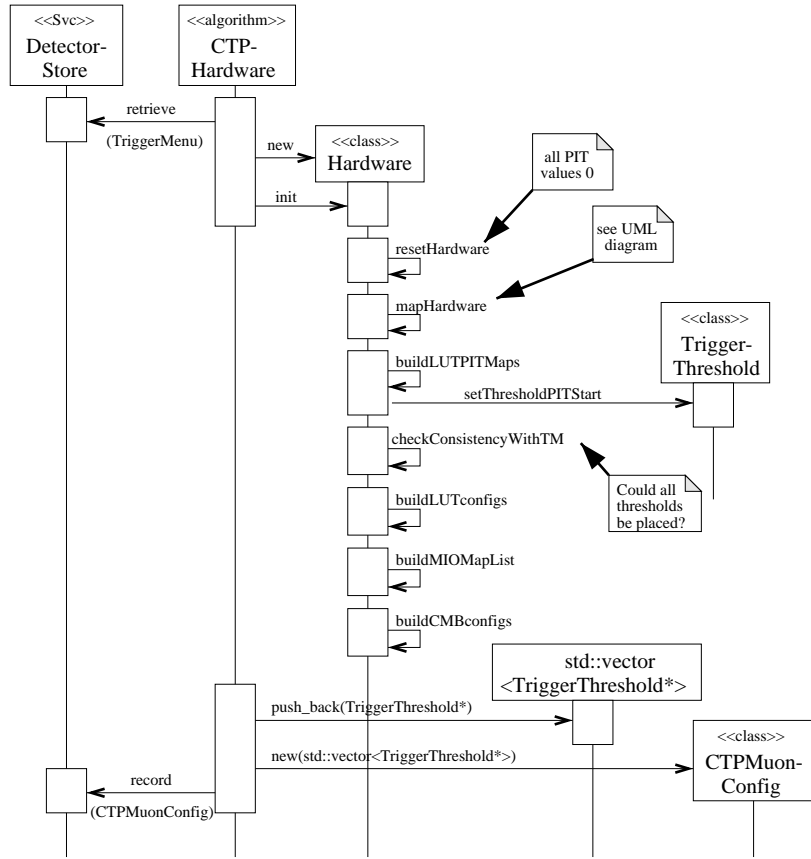 <<Svc>>
Detector-
Store
<<algorithm>>
CTP-
Hardware
retrieve
(TriggerMenu)
new
<<class>>
Hardware
init
all PIT
values 0
see UML
diagram
resetHardware
mapHardware
<<class>>
Trigger-
Threshold
buildLUTPITMaps
setThresholdPITStart
checkConsistencyWithTM
Could all
thresholds
be placed?
buildLUTconfigs
buildMIOMapList
buildCMBconfigs
std::vector
<TriggerThreshold*>
push_back(TriggerThreshold*)
new(std::vector<TriggerThreshold*>)
<<class>>
CTPMuon-
Config
record
(CTPMuonConfig)